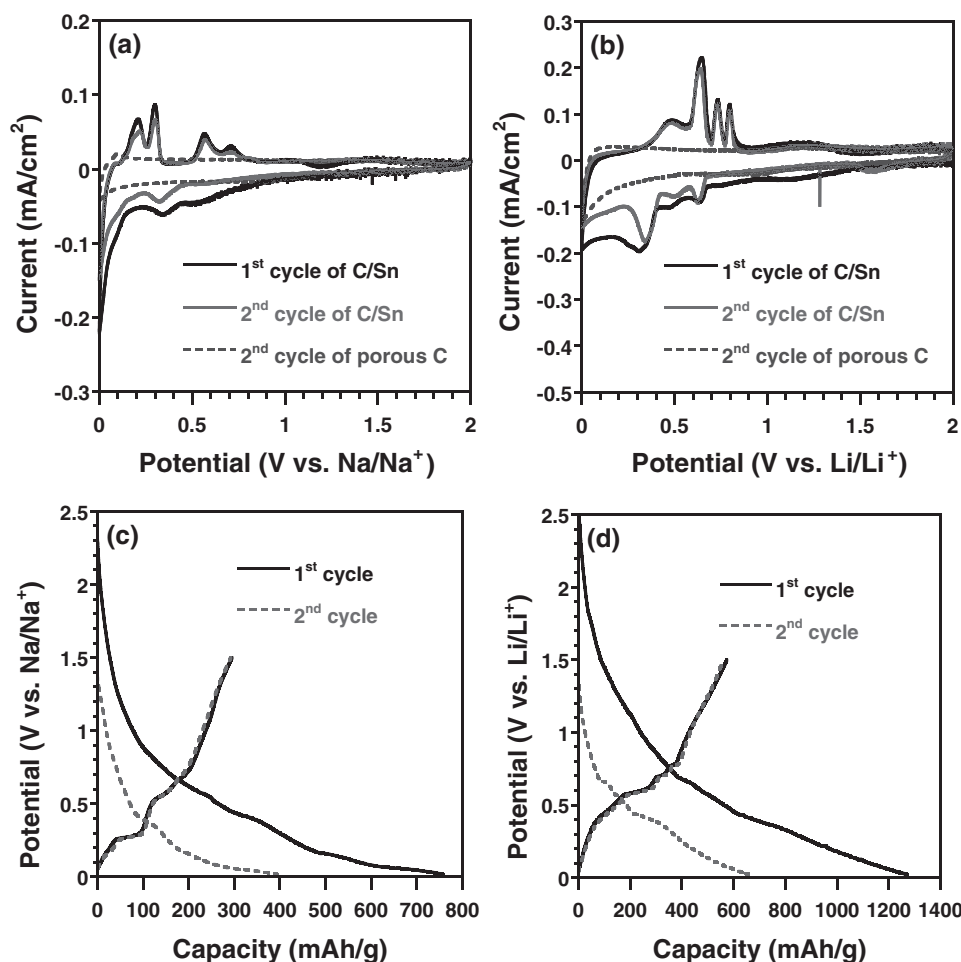 (a)
0.2
0.1
0
-0.1
-0.2
-0.3
Current (mA/cm²)
1ˢᵗ cycle of C/Sn
2ⁿᵈ cycle of C/Sn
2ⁿᵈ cycle of porous C
0 0.5 1 1.5 2
Potential (V vs. Na/Na⁺)
(b)
0.3
0.2
0.1
0
-0.1
-0.2
-0.3
-0.4
-0.5
Current (mA/cm²)
1ˢᵗ cycle of C/Sn
2ⁿᵈ cycle of C/Sn
2ⁿᵈ cycle of porous C
0 0.5 1 1.5 2
Potential (V vs. Li/Li⁺)
(c)
2.5
2
1.5
1
0.5
0
Potential (V vs. Na/Na⁺)
1ˢᵗ cycle
2ⁿᵈ cycle
0 100 200 300 400 500 600 700 800
Capacity (mAh/g)
(d)
2.5
2
1.5
1
0.5
0
Potential (V vs. Li/Li⁺)
1ˢᵗ cycle
2ⁿᵈ cycle
0 200 400 600 800 1000 1200 1400
Capacity (mAh/g)